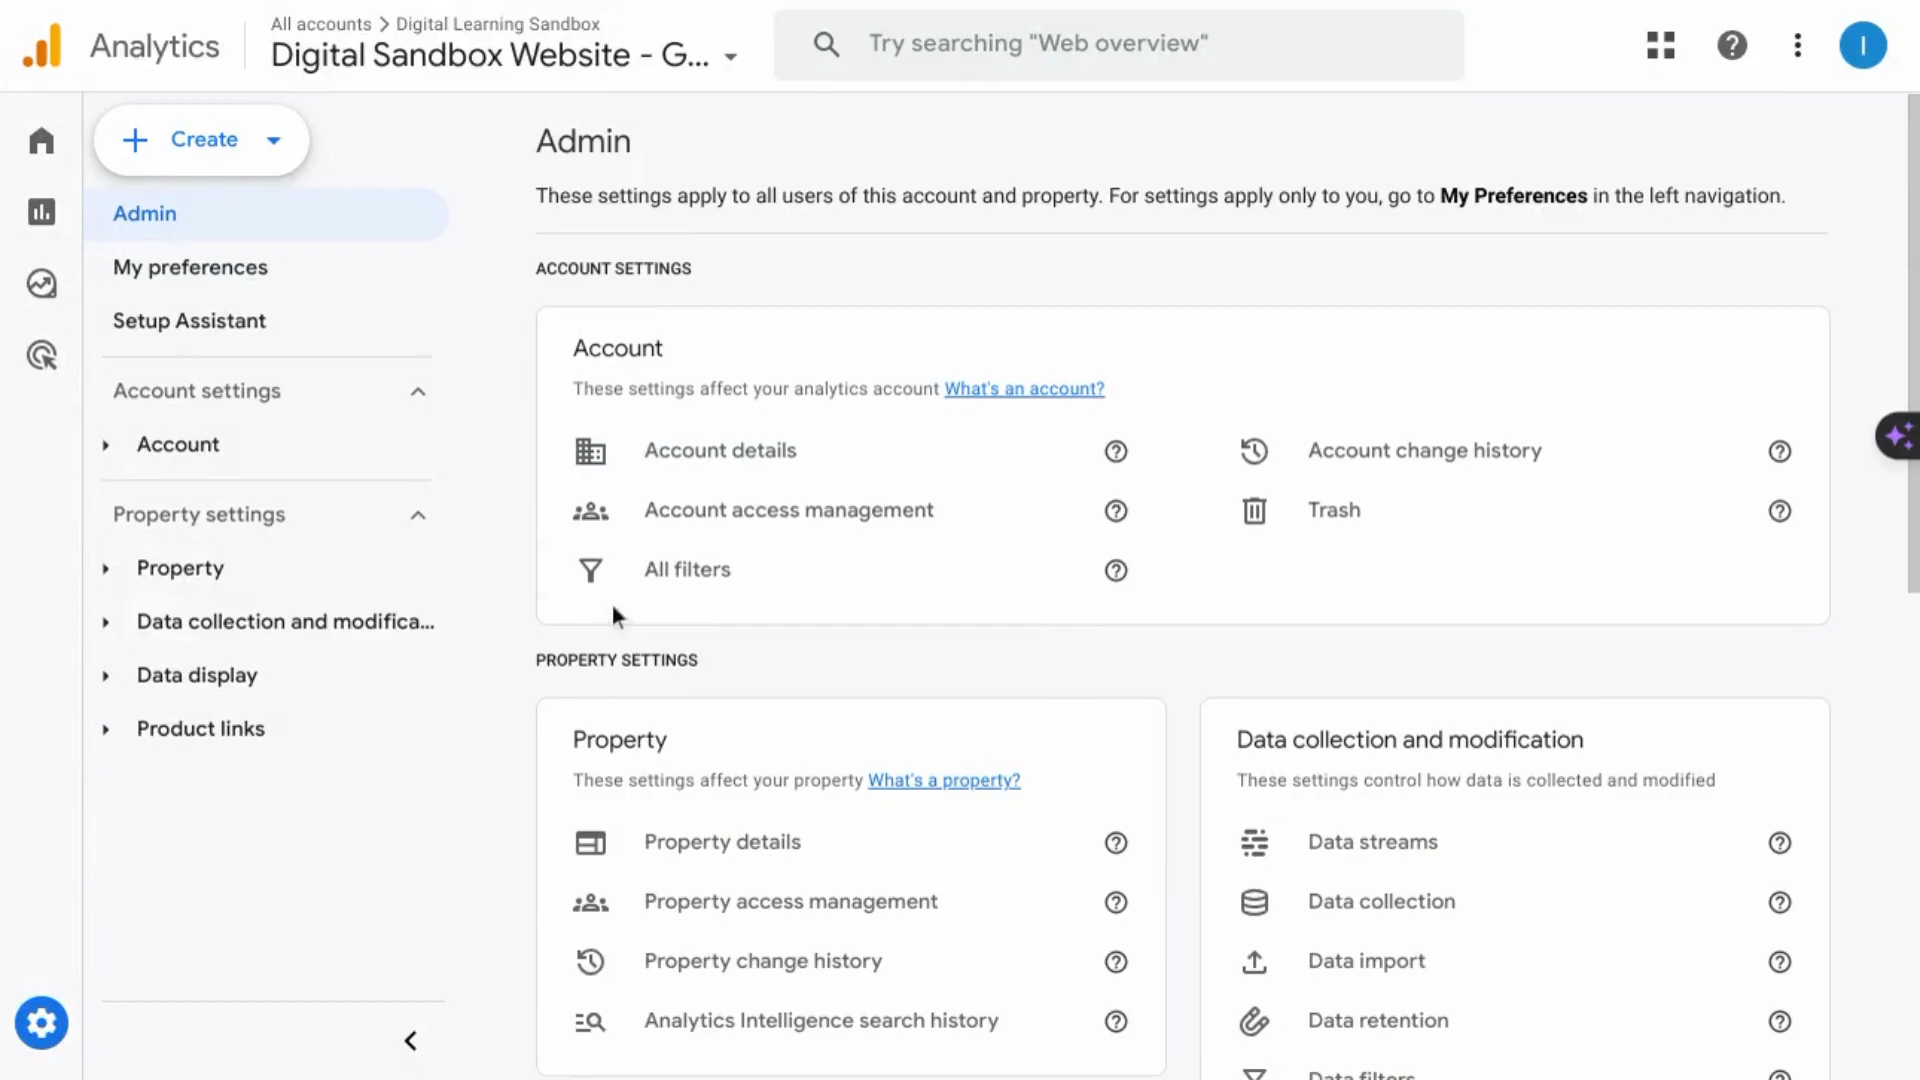 Analytics
All accounts > Digital Learning Sandbox
Digital Sandbox Website - G...
Try searching "Web overview"
I
Create
Admin
My preferences
Setup Assistant
Account settings
Account
Property settings
Property
Data collection and modifica...
Data display
Product links
Admin
These settings apply to all users of this account and property. For settings apply only to you, go to My Preferences in the left navigation.
ACCOUNT SETTINGS
Account
These settings affect your analytics account What's an account?
Account details
Account change history
Account access management
Trash
All filters
PROPERTY SETTINGS
Property
These settings affect your property What's a property?
Property details
Property access management
Property change history
Analytics Intelligence search history
Data collection and modification
These settings control how data is collected and modified
Data streams
Data collection
Data import
Data retention
Data filters